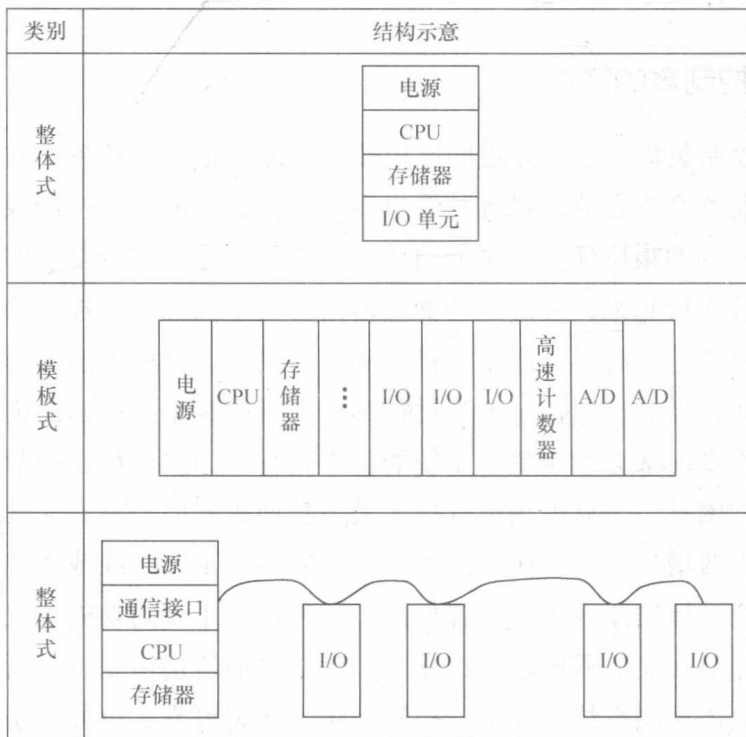 类别
结构示意
整体式
电源
CPU
存储器
I/O 单元
模板式
电源
CPU
存储器
⋮
I/O
I/O
I/O
高速计数器
A/D
A/D
整体式
电源
通信接口
CPU
存储器
I/O
I/O
I/O
I/O